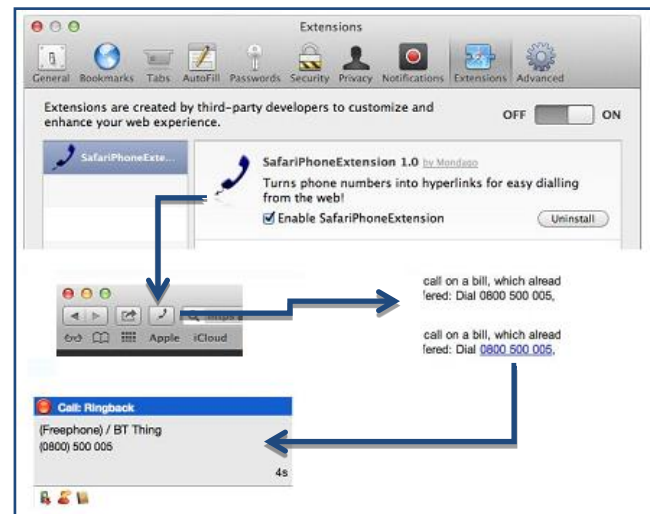 Extensions
General Bookmarks Tabs AutoFill Passwords Security Privacy Notifications Extensions Advanced
Extensions are created by third-party developers to customize and
enhance your web experience.
OFF ON
SafariPhoneExte...
SafariPhoneExtension 1.0 by Mondago
Turns phone numbers into hyperlinks for easy dialling
from the web!
Enable SafariPhoneExtension
Uninstall
https
Apple iCloud
call on a bill, which alread
fered: Dial 0800 500 005,
call on a bill, which alread
fered: Dial 0800 500 005,
Call: Ringback
(Freephone) / BT Thing
(0800) 500 005
4s